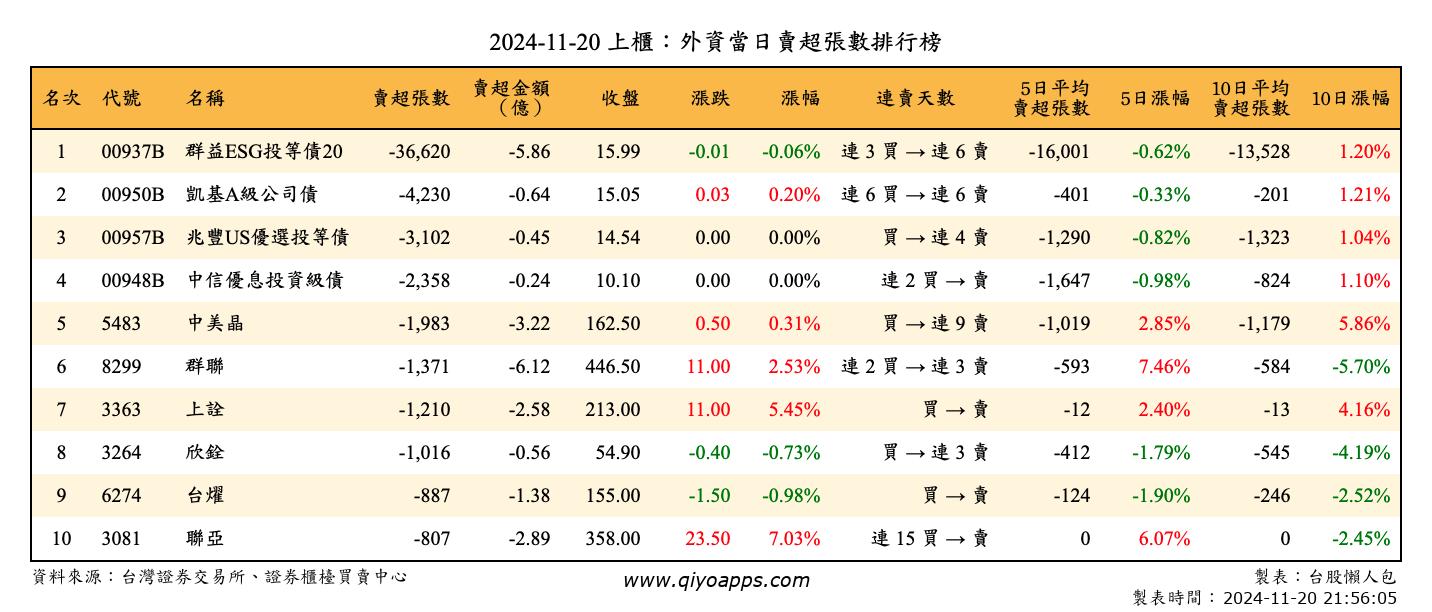 2024-11-20 上櫃：外資當日賣超張數排行榜
名次 代號 名稱 賣超張數 賣超金額（億） 收盤 漲跌 漲幅 連賣天數 5日平均賣超張數 5日漲幅 10日平均賣超張數 10日漲幅
1 00937B 群益ESG投等債20 -36,620 -5.86 15.99 -0.01 -0.06% 連 3 買 → 連 6 賣 -16,001 -0.62% -13,528 1.20%
2 00950B 凱基A級公司債 -4,230 -0.64 15.05 0.03 0.20% 連 6 買 → 連 6 賣 -401 -0.33% -201 1.21%
3 00957B 兆豐US優選投等債 -3,102 -0.45 14.54 0.00 0.00% 買 → 連 4 賣 -1,290 -0.82% -1,323 1.04%
4 00948B 中信優息投資級債 -2,358 -0.24 10.10 0.00 0.00% 連 2 買 → 賣 -1,647 -0.98% -824 1.10%
5 5483 中美晶 -1,983 -3.22 162.50 0.50 0.31% 買 → 連 9 賣 -1,019 2.85% -1,179 5.86%
6 8299 群聯 -1,371 -6.12 446.50 11.00 2.53% 連 2 買 → 連 3 賣 -593 7.46% -584 -5.70%
7 3363 上詮 -1,210 -2.58 213.00 11.00 5.45% 買 → 賣 -12 2.40% -13 4.16%
8 3264 欣銓 -1,016 -0.56 54.90 -0.40 -0.73% 買 → 連 3 賣 -412 -1.79% -545 -4.19%
9 6274 台燿 -887 -1.38 155.00 -1.50 -0.98% 買 → 賣 -124 -1.90% -246 -2.52%
10 3081 聯亞 -807 -2.89 358.00 23.50 7.03% 連 15 買 → 賣 0 6.07% 0 -2.45%
資料來源：台灣證券交易所、證券櫃檯買賣中心 www.qiyoapps.com 製表：台股懶人包
製表時間：2024-11-20 21:56:05